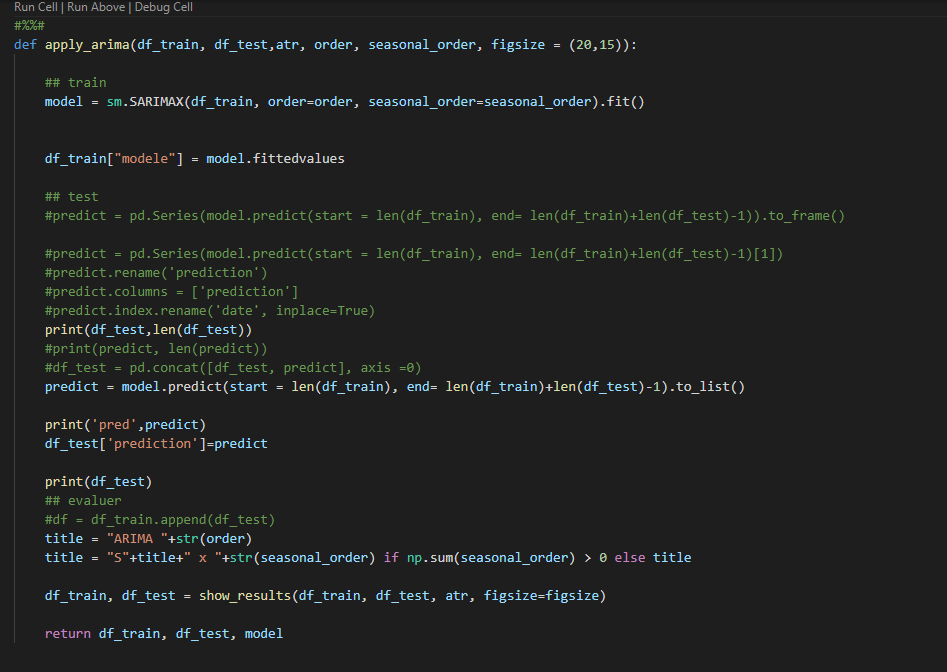 Run Cell | Run Above | Debug Cell
#%%#
def apply_arima(df_train, df_test,atr, order, seasonal_order, figsize = (20,15)):
## train
model = sm.SARIMAX(df_train, order=order, seasonal_order=seasonal_order).fit()
df_train["modele"] = model.fittedvalues
## test
#predict = pd.Series(model.predict(start = len(df_train), end= len(df_train)+len(df_test)-1)).to_frame()
#predict = pd.Series(model.predict(start = len(df_train), end= len(df_train)+len(df_test)-1)[1])
#predict.rename('prediction')
#predict.columns = ['prediction']
#predict.index.rename('date', inplace=True)
print(df_test,len(df_test))
#print(predict, len(predict))
#df_test = pd.concat([df_test, predict], axis =0)
predict = model.predict(start = len(df_train), end= len(df_train)+len(df_test)-1).to_list()
print('pred',predict)
df_test['prediction']=predict
print(df_test)
## evaluer
#df = df_train.append(df_test)
title = "ARIMA "+str(order)
title = "S"+title+" x "+str(seasonal_order) if np.sum(seasonal_order) > 0 else title
df_train, df_test = show_results(df_train, df_test, atr, figsize=figsize)
return df_train, df_test, model